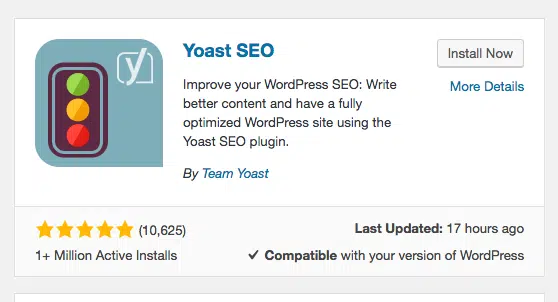 Yoast SEO
Install Now
More Details
Improve your WordPress SEO: Write
better content and have a fully
optimized WordPress site using the
Yoast SEO plugin.
By Team Yoast
(10,625)
Last Updated: 17 hours ago
1+ Million Active Installs
Compatible with your version of WordPress
y